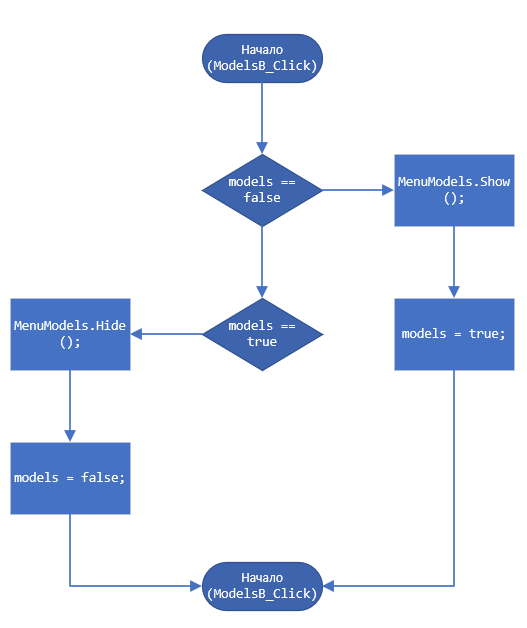 Начало
(ModelsB_Click)
models ==
false
MenuModels.Show
();
MenuModels.Hide
();
models ==
true
models = true;
models = false;
Начало
(ModelsB_Click)